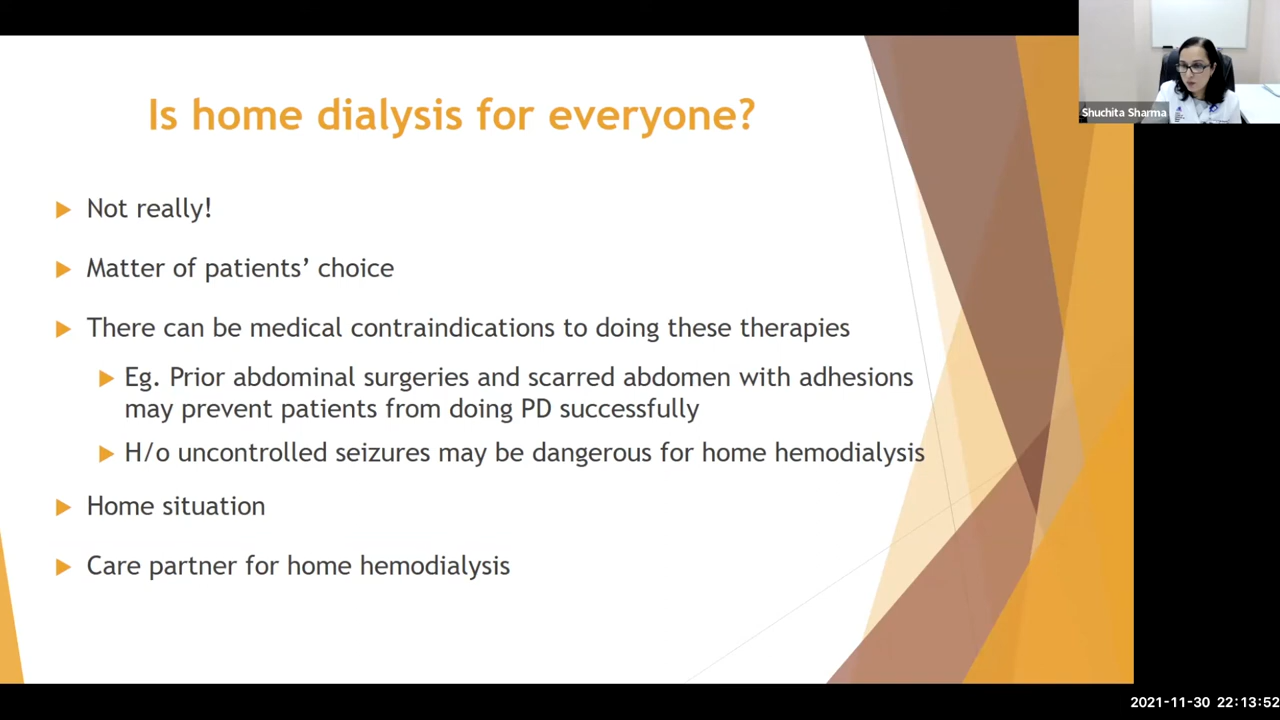 Is home dialysis for everyone?
Not really!
Matter of patients’ choice
There can be medical contraindications to doing these therapies
Eg. Prior abdominal surgeries and scarred abdomen with adhesions
may prevent patients from doing PD successfully
H/o uncontrolled seizures may be dangerous for home hemodialysis
Home situation
Care partner for home hemodialysis
Shuchita Sharma
2021-11-30 22:13:52